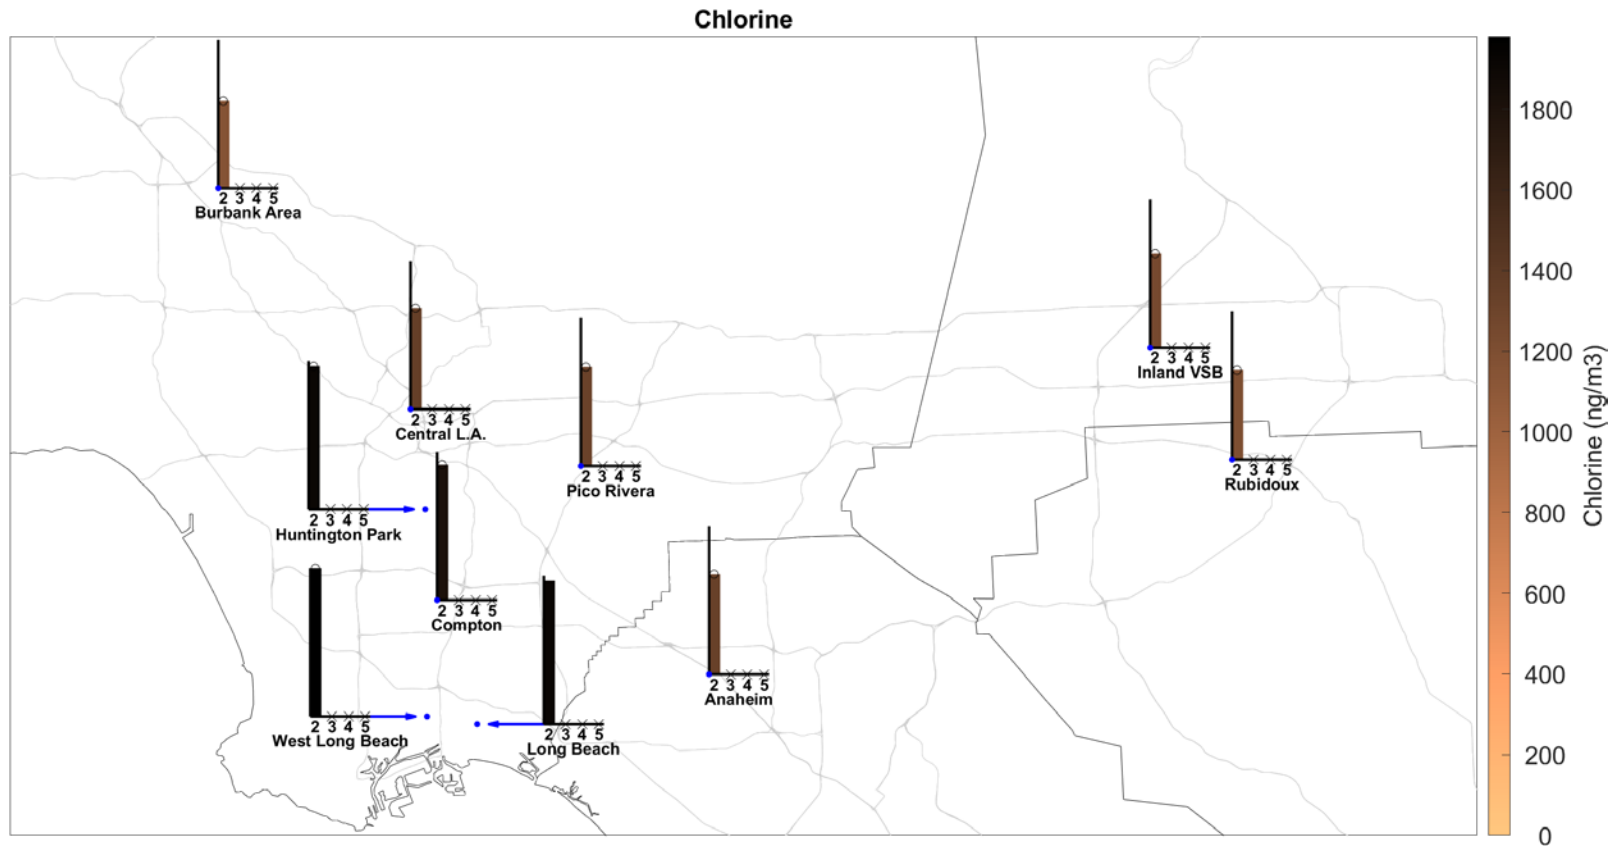 Chlorine
1800
1600
2 3 4 5
Burbank Area
1400
1200
2 3 4 5
Inland VSB
2 3 4 5
Central L.A.
1000
2 3 4 5
Rubidoux
2 3 4 5
Pico Rivera
2 3 4 5
Huntington Park
800
Chlorine (ng/m3)
600
2 3 4 5
Compton
400
2 3 4 5
Anaheim
2 3 4 5
West Long Beach
2 3 4 5
Long Beach
200
0